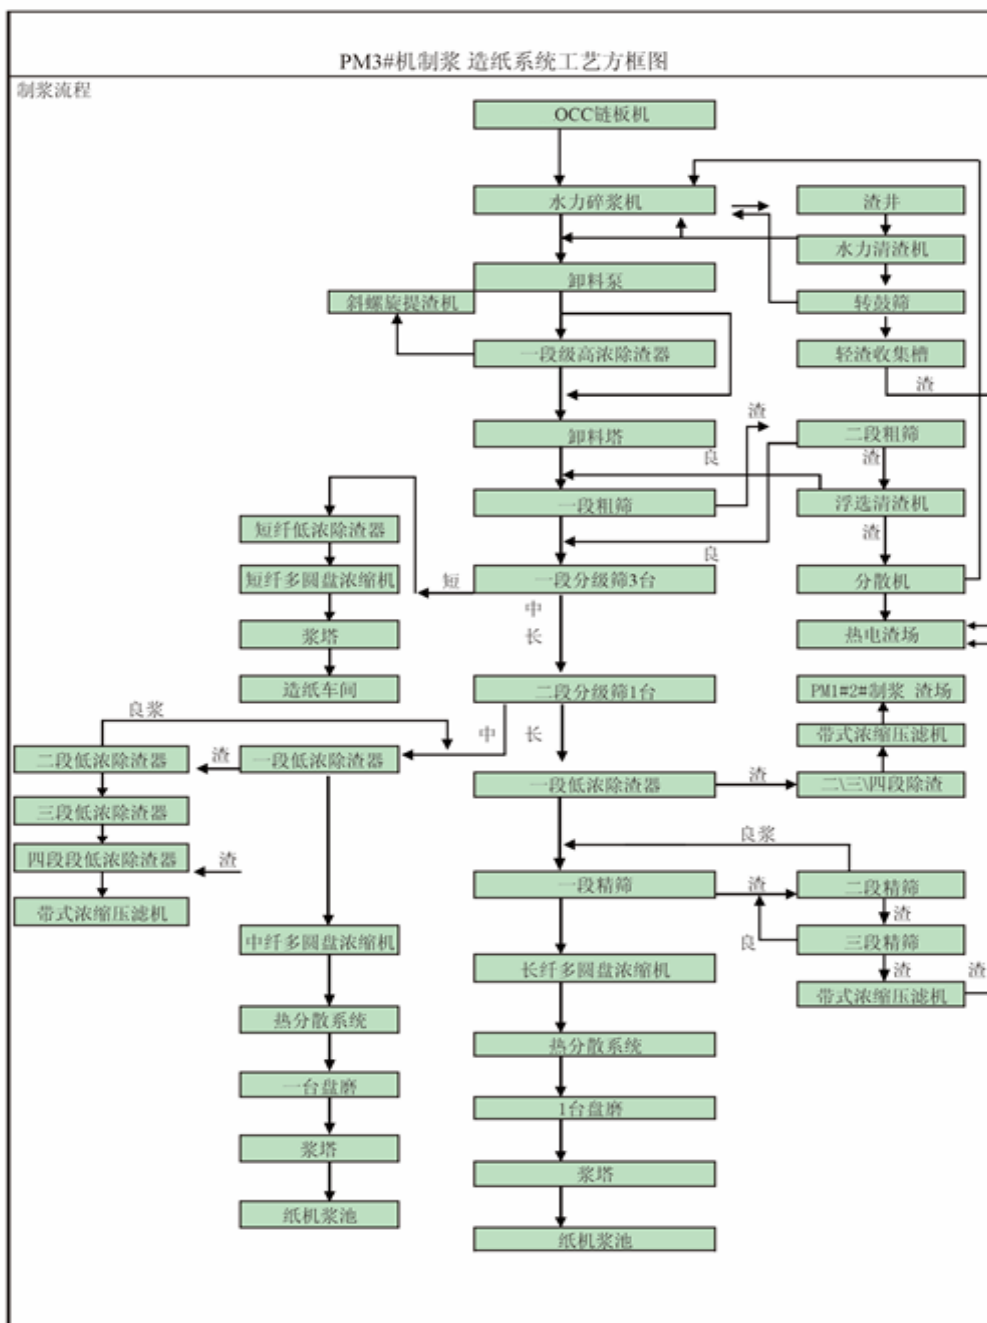 PM3#机制浆 造纸系统工艺方框图
制浆流程
OCC链板机
水力碎浆机
渣井
水力清渣机
卸料泵
斜螺旋提渣机
转鼓筛
一段级高浓除渣器
轻渣收集槽
渣
渣
卸料塔
二段粗筛
良
渣
一段粗筛
浮选清渣机
短纤低浓除渣器
渣
良
短纤多圆盘浓缩机
短
一段分级筛3台
分散机
中
长
浆塔
热电渣场
造纸车间
二段分级筛1台
PM1#2#制浆 渣场
良浆
中
长
带式浓缩压滤机
二段低浓除渣器
渣
一段低浓除渣器
一段低浓除渣器
渣
二\三\四段除渣
三段低浓除渣器
良浆
四段段低浓除渣器
渣
一段精筛
渣
二段精筛
带式浓缩压滤机
渣
中纤多圆盘浓缩机
良
三段精筛
长纤多圆盘浓缩机
渣
渣
带式浓缩压滤机
热分散系统
热分散系统
一台盘磨
1台盘磨
浆塔
浆塔
纸机浆池
纸机浆池